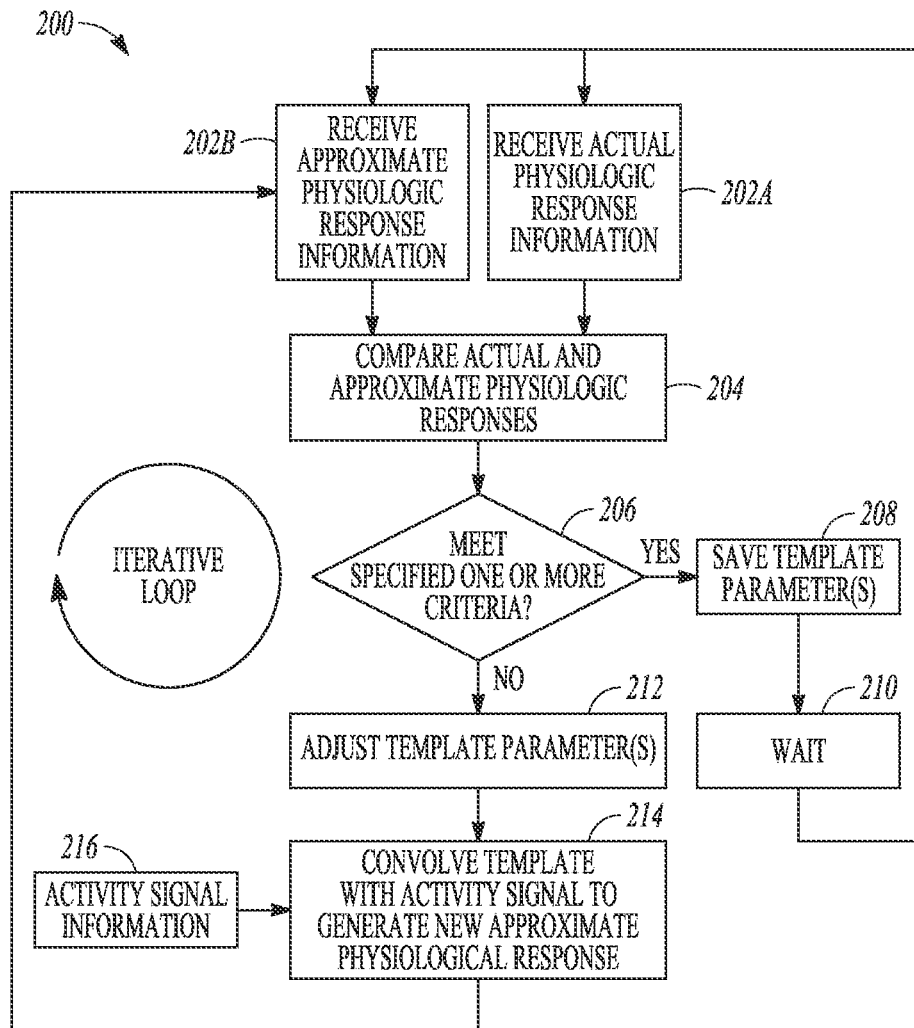 200
202B
RECEIVE
APPROXIMATE
PHYSIOLOGIC
RESPONSE
INFORMATION
RECEIVE ACTUAL
PHYSIOLOGIC
RESPONSE
INFORMATION
202A
COMPARE ACTUAL AND
APPROXIMATE PHYSIOLOGIC
RESPONSES
204
ITERATIVE
LOOP
MEET
SPECIFIED ONE OR MORE
CRITERIA?
206
YES
208
SAVE TEMPLATE
PARAMETER(S)
NO
212
ADJUST TEMPLATE PARAMETER(S)
210
WAIT
216
ACTIVITY SIGNAL
INFORMATION
214
CONVOLVE TEMPLATE
WITH ACTIVITY SIGNAL TO
GENERATE NEW APPROXIMATE
PHYSIOLOGICAL RESPONSE